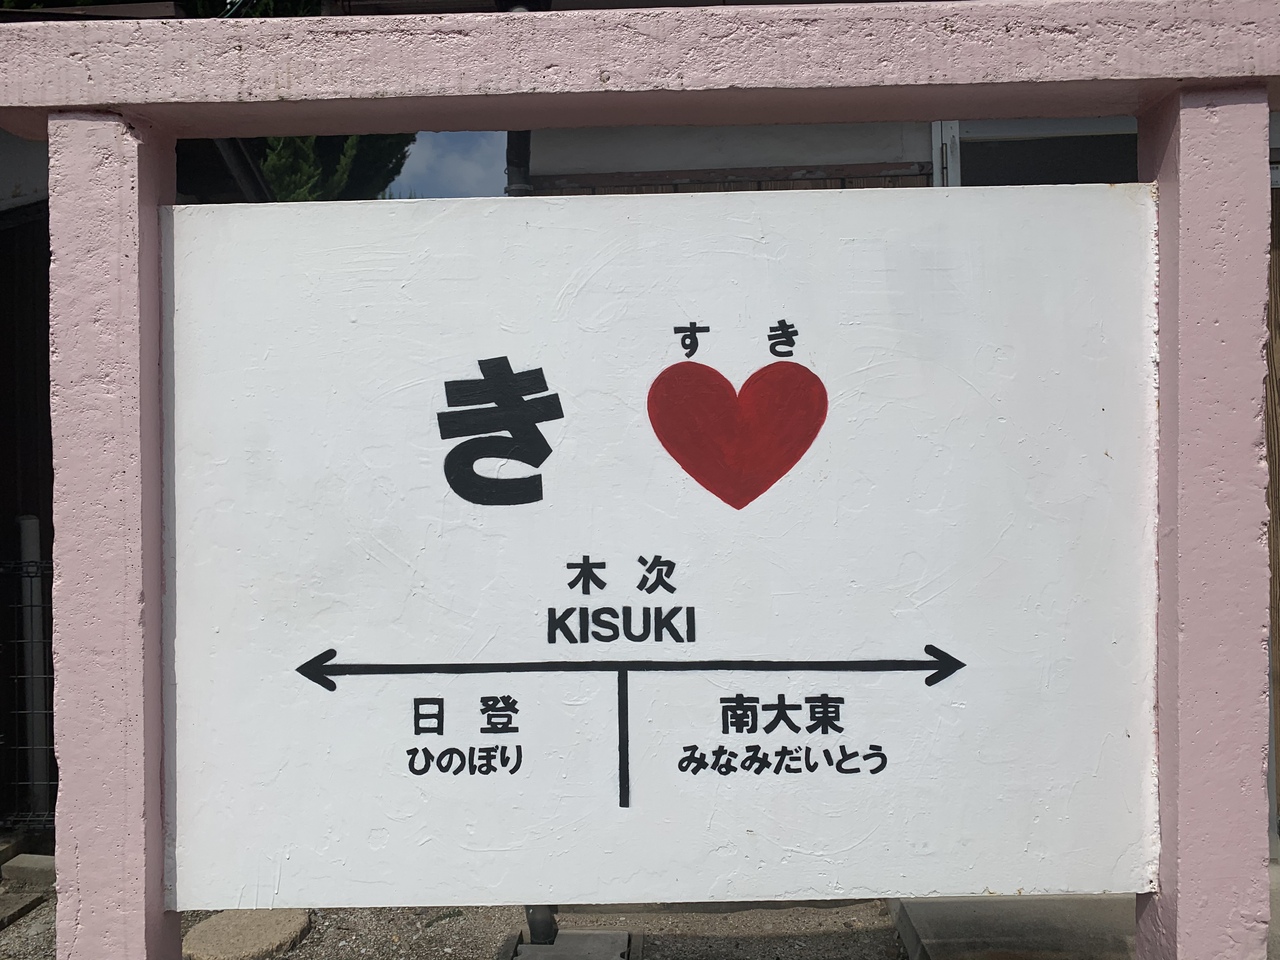 すき
き♥
木次
KISUKI
日登 南大東
ひのぼり みなみだいとう